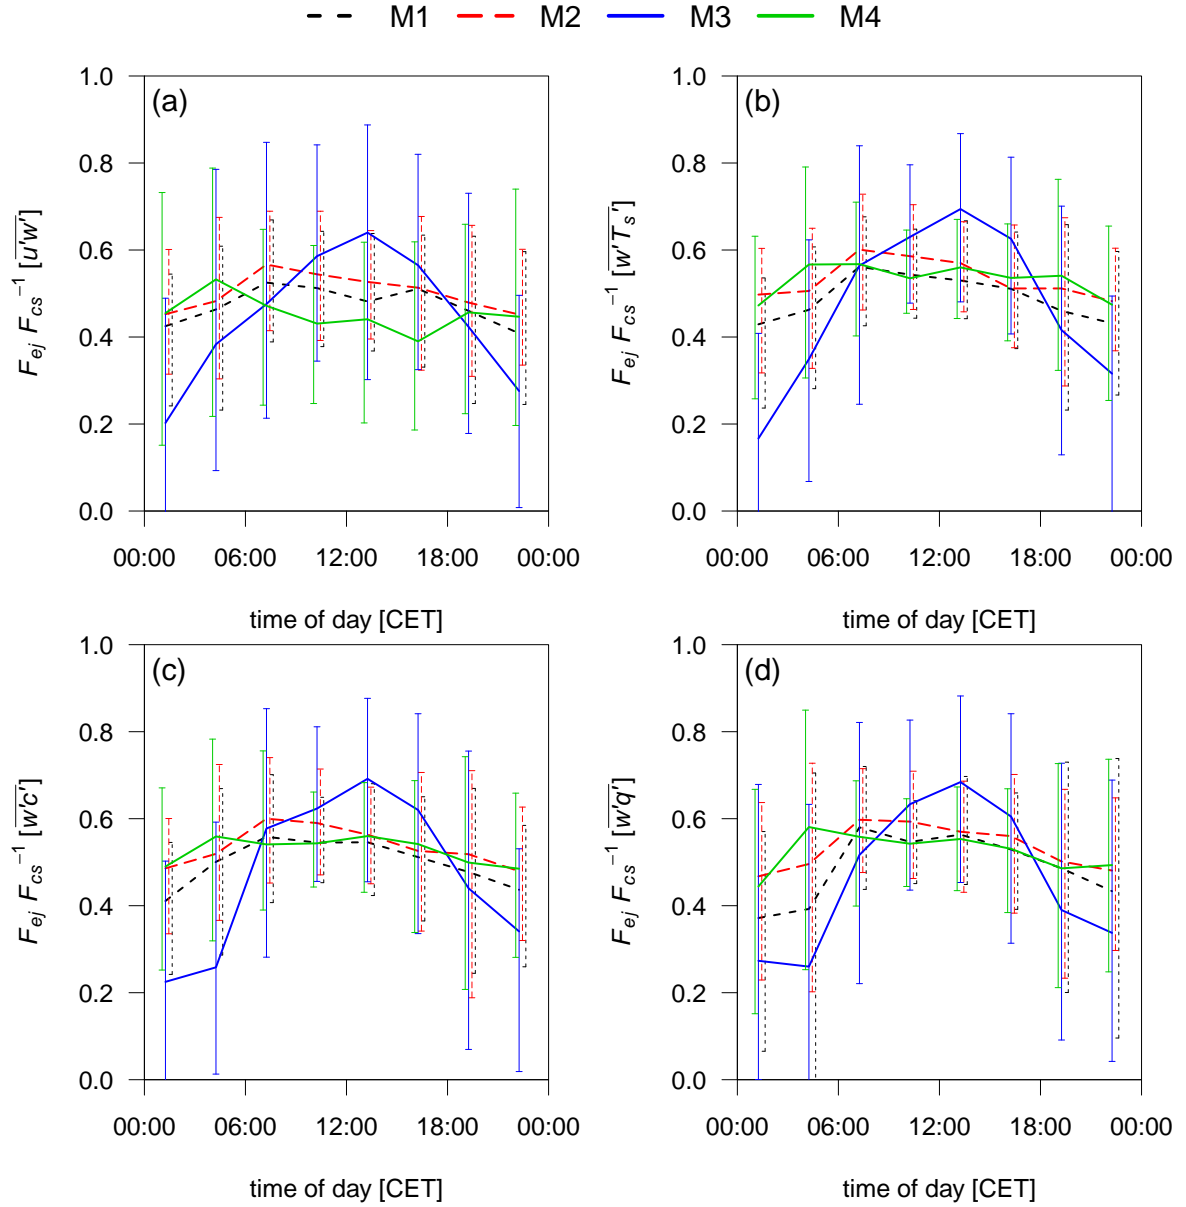 M1 M2 M3 M4
(a)
1.0
0.8
0.6
0.4
0.2
0.0
F_ej F_cs^−1 [u'w']
00:00 06:00 12:00 18:00 00:00
time of day [CET]
(b)
1.0
0.8
0.6
0.4
0.2
0.0
F_ej F_cs^−1 [w'T_s']
00:00 06:00 12:00 18:00 00:00
time of day [CET]
(c)
1.0
0.8
0.6
0.4
0.2
0.0
F_ej F_cs^−1 [w'c']
00:00 06:00 12:00 18:00 00:00
time of day [CET]
(d)
1.0
0.8
0.6
0.4
0.2
0.0
F_ej F_cs^−1 [w'q']
00:00 06:00 12:00 18:00 00:00
time of day [CET]